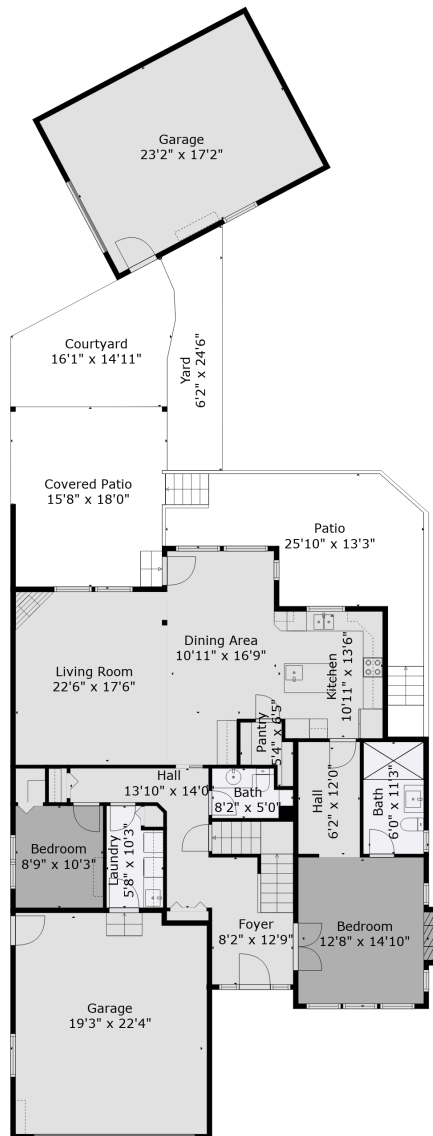 Garage
23'2" x 17'2"
Courtyard
16'1" x 14'11"
Yard
6'2" x 24'6"
Covered Patio
15'8" x 18'0"
Patio
25'10" x 13'3"
Dining Area
10'11" x 16'9"
Kitchen
10'11" x 13'6"
Living Room
22'6" x 17'6"
Pantry
5'4" x 6'5"
Hall
13'10" x 14'0"
Bath
8'2" x 5'0"
Hall
6'2" x 12'0"
Bath
6'0" x 11'3"
Bedroom
8'9" x 10'3"
Laundry
5'8" x 10'3"
Foyer
8'2" x 12'9"
Bedroom
12'8" x 14'10"
Garage
19'3" x 22'4"